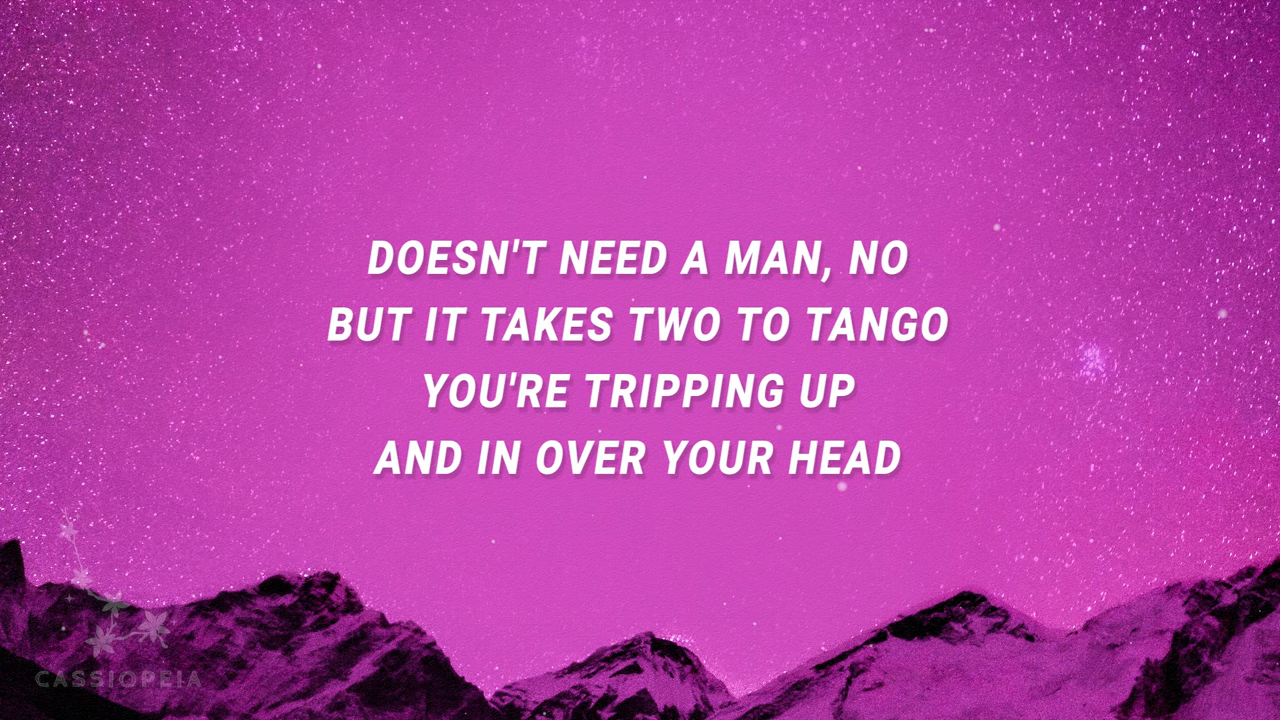 DOESN'T NEED A MAN, NO
BUT IT TAKES TWO TO TANGO
YOU'RE TRIPPING UP
AND IN OVER YOUR HEAD
CASSIOPEIA